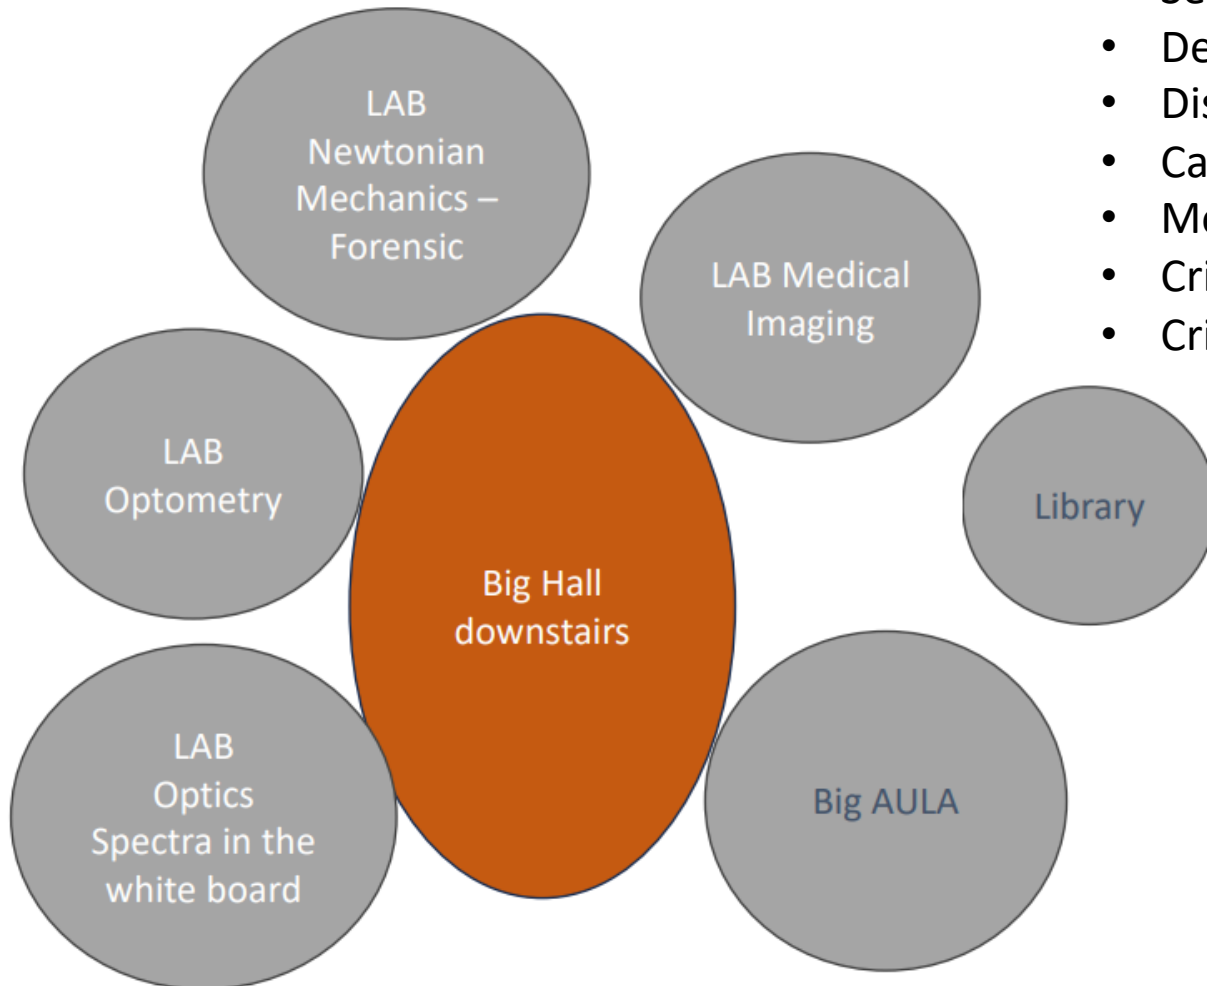 LAB
Newtonian
Mechanics –
Forensic
LAB Medical
Imaging
LAB
Optometry
Library
Big Hall
downstairs
LAB
Optics
Spectra in the
white board
Big AULA